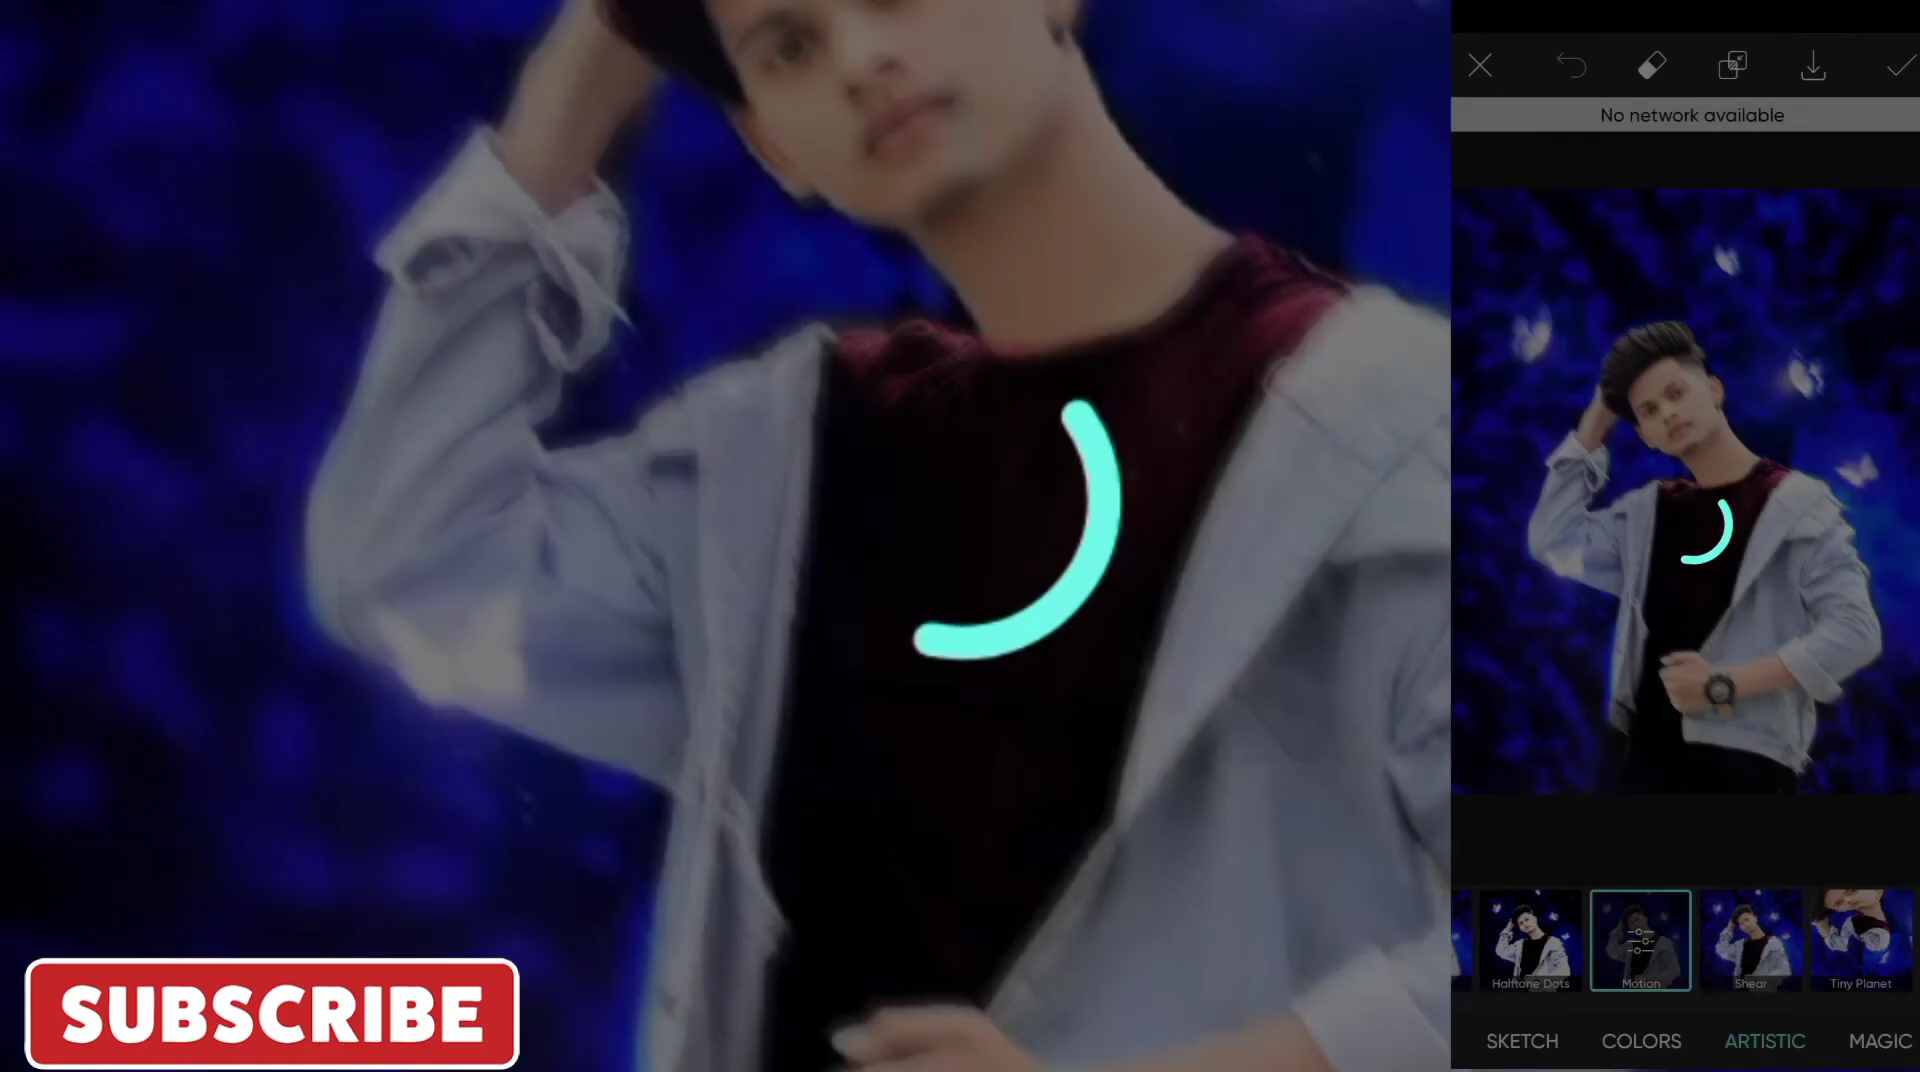 No network available
Halftone Dots
Motion
Shear
Tiny Planet
SKETCH
COLORS
ARTISTIC
MAGIC
SUBSCRIBE